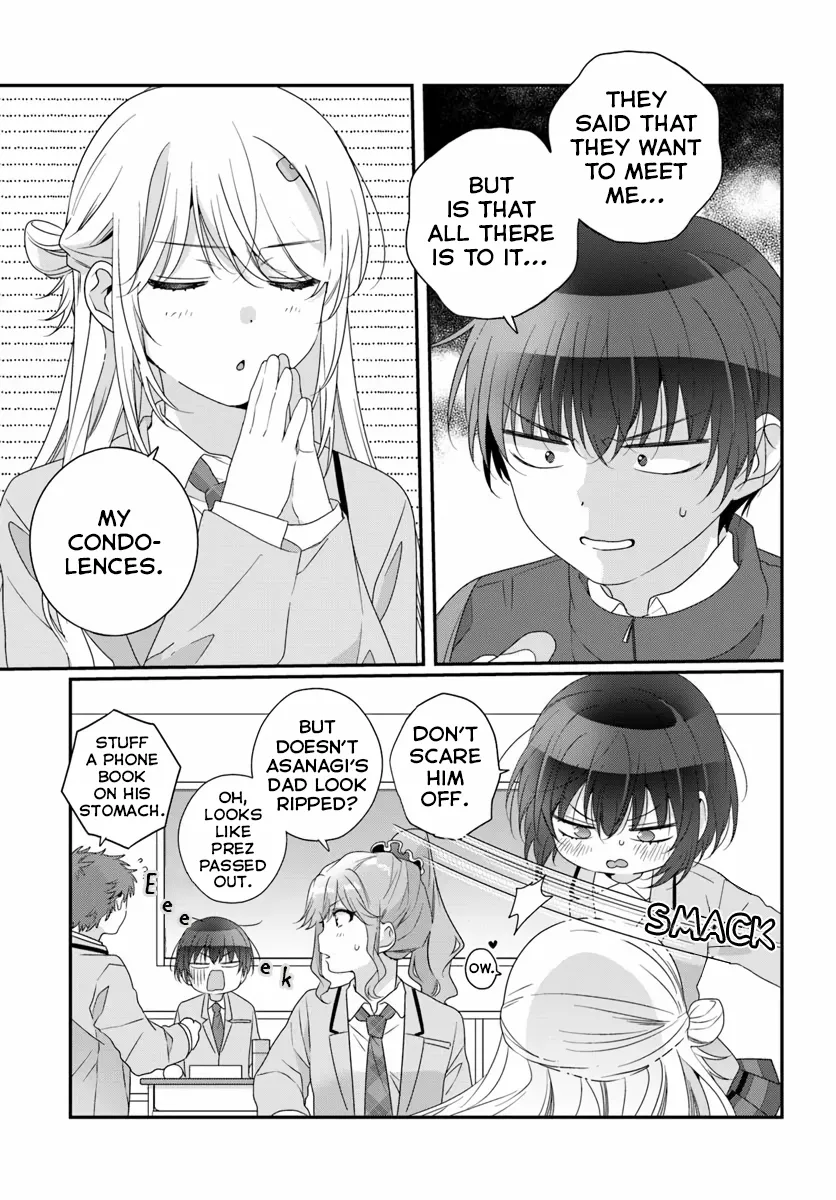 THEY
SAID THAT
THEY WANT
TO MEET
ME...
BUT
IS THAT
ALL THERE
IS TO IT...
MY
CONDO-
LENCES.
DON'T
SCARE
HIM
OFF.
SMACK
OW.
BUT
DOESN'T
ASANAGI'S
DAD LOOK
RIPPED?
OH,
LOOKS
LIKE
PREZ
PASSED
OUT.
Eeee
ek
STUFF
A PHONE
BOOK
ON HIS
STOMACH.